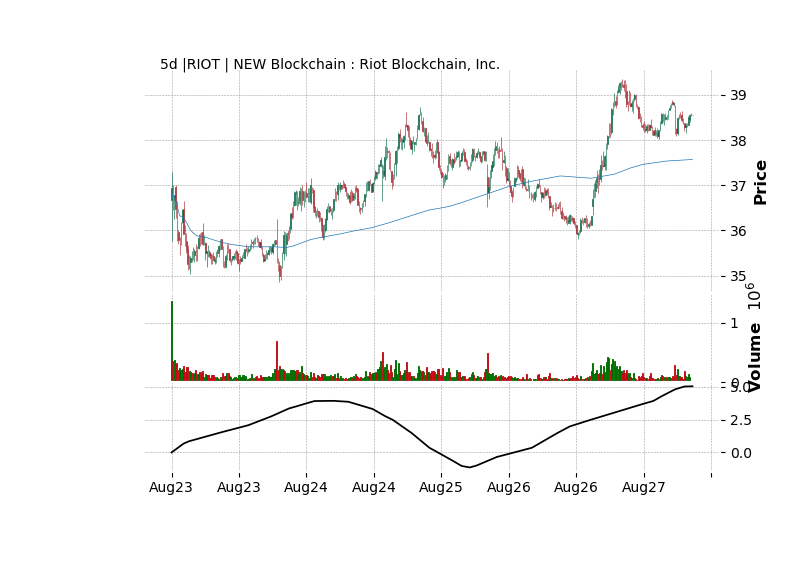 5d |RIOT | NEW Blockchain : Riot Blockchain, Inc.
39
38
37
36
35
Price
1
0
Volume 10^6
5.0
2.5
0.0
Aug23 Aug23 Aug24 Aug24 Aug25 Aug26 Aug26 Aug27